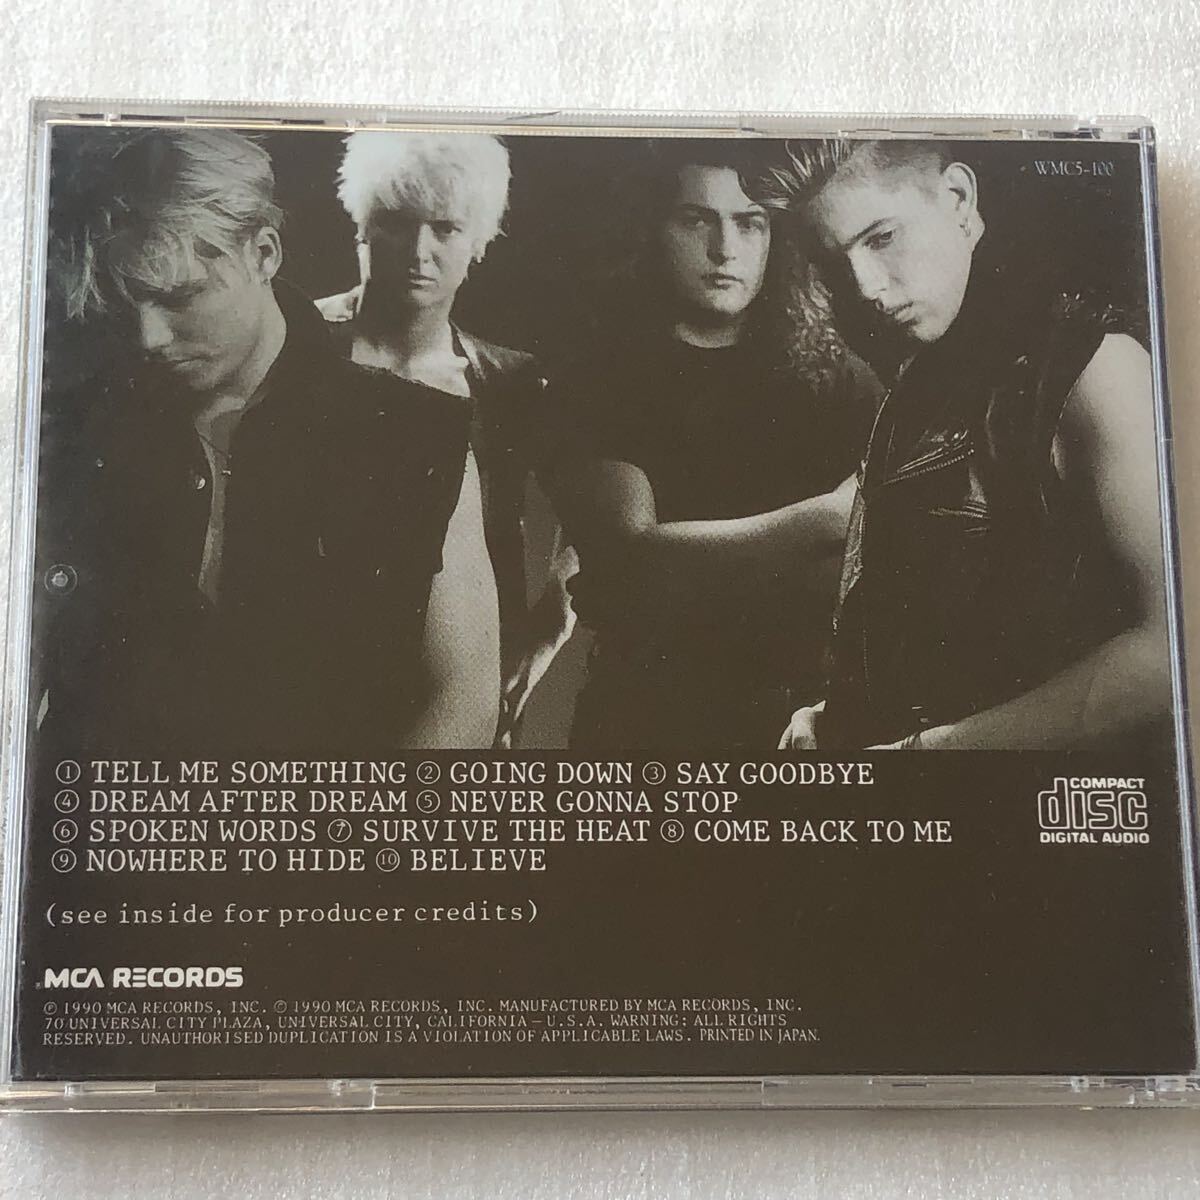 WMC5-100
① TELL ME SOMETHING ② GOING DOWN ③ SAY GOODBYE
④ DREAM AFTER DREAM ⑤ NEVER GONNA STOP
⑥ SPOKEN WORDS ⑦ SURVIVE THE HEAT ⑧ COME BACK TO ME
⑨ NOWHERE TO HIDE ⑩ BELIEVE
COMPACT
disc
DIGITAL AUDIO
(see inside for producer credits)
MCA RECORDS
℗ 1990 MCA RECORDS, INC. © 1990 MCA RECORDS, INC. MANUFACTURED BY MCA RECORDS, INC.
70 UNIVERSAL CITY PLAZA, UNIVERSAL CITY, CALIFORNIA – U.S.A. WARNING: ALL RIGHTS
RESERVED. UNAUTHORISED DUPLICATION IS A VIOLATION OF APPLICABLE LAWS. PRINTED IN JAPAN.